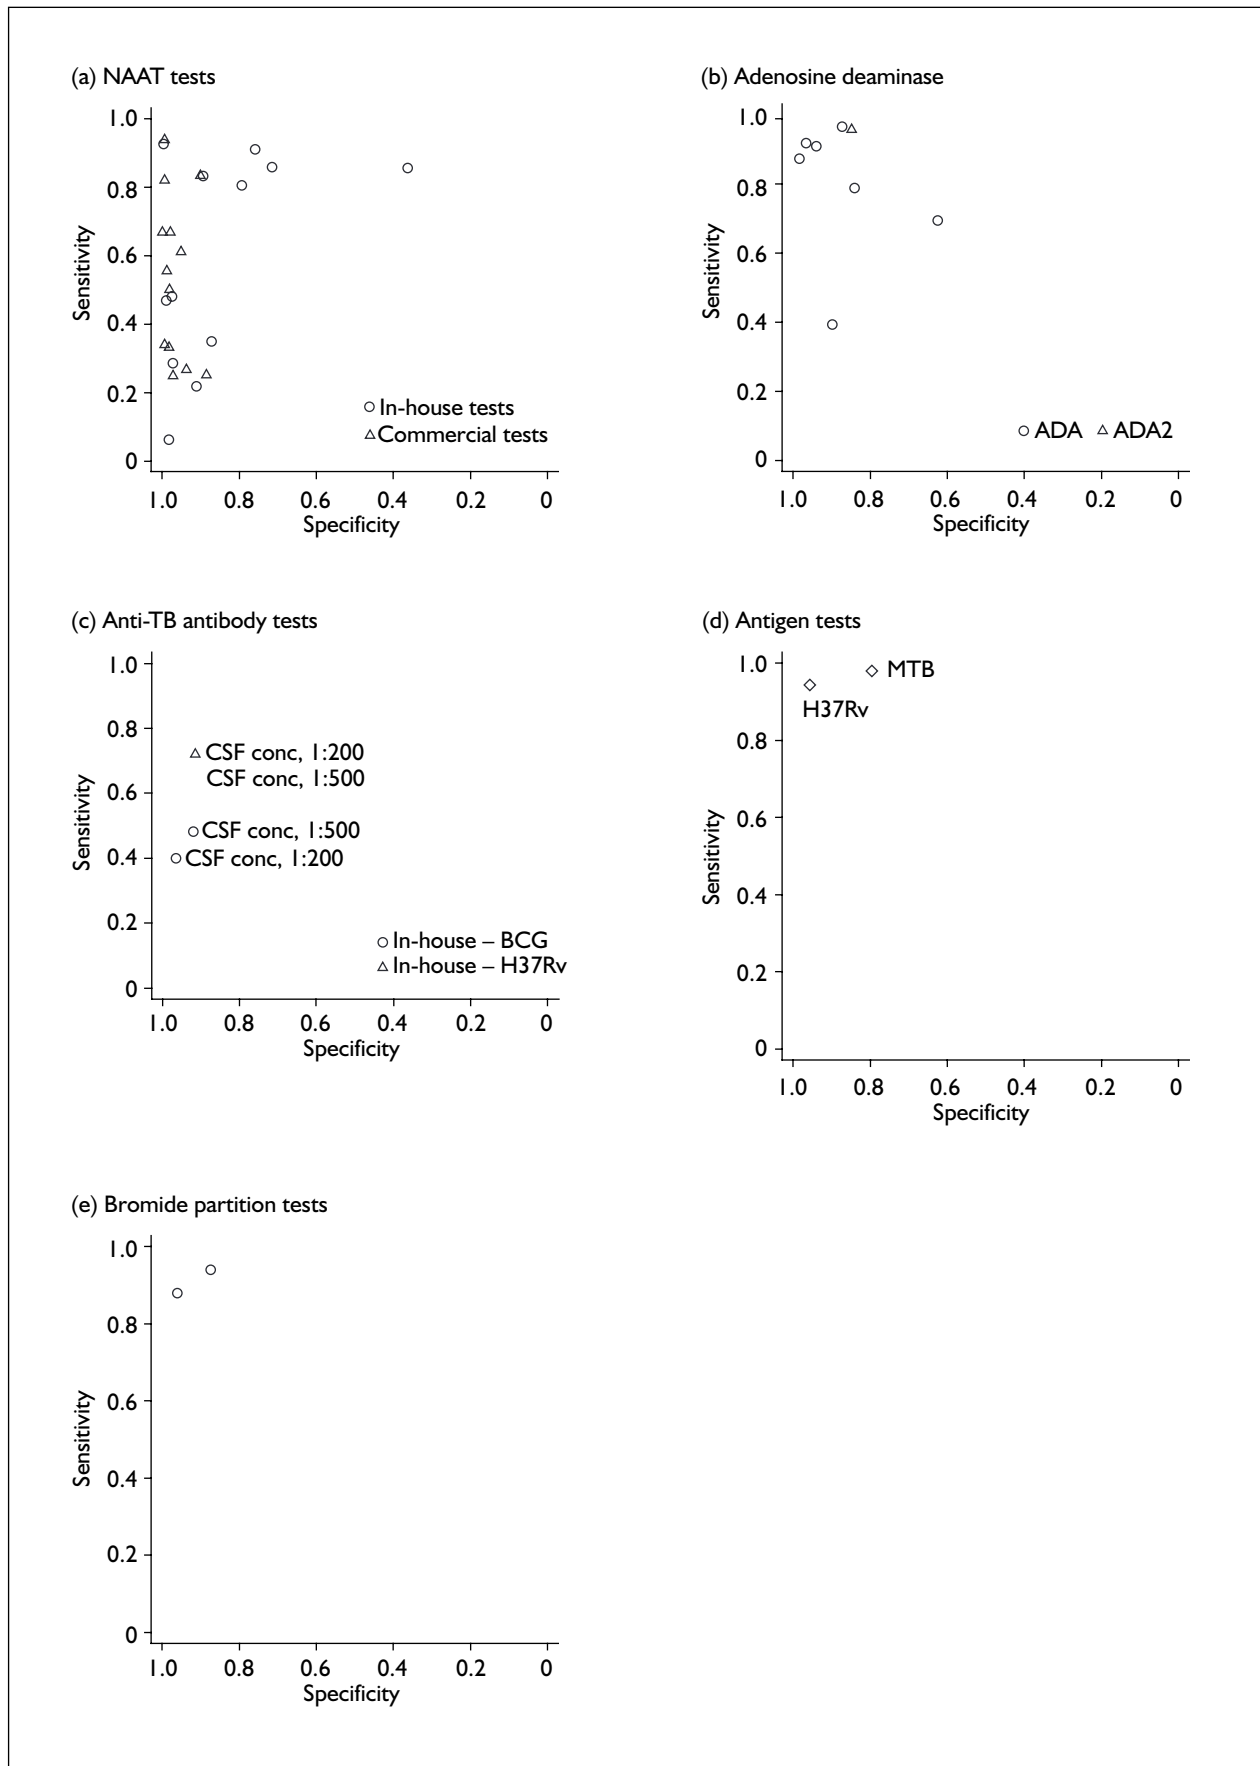 (a) NAAT tests
1.0
0.8
0.6
0.4
0.2
0
Sensitivity
In-house tests
Commercial tests
1.0 0.8 0.6 0.4 0.2 0
Specificity
(b) Adenosine deaminase
1.0
0.8
0.6
0.4
0.2
0
Sensitivity
ADA ADA2
1.0 0.8 0.6 0.4 0.2 0
Specificity
(c) Anti-TB antibody tests
1.0
0.8
0.6
0.4
0.2
0
Sensitivity
CSF conc, 1:200
CSF conc, 1:500
CSF conc, 1:500
CSF conc, 1:200
In-house – BCG
In-house – H37Rv
1.0 0.8 0.6 0.4 0.2 0
Specificity
(d) Antigen tests
1.0
0.8
0.6
0.4
0.2
0
Sensitivity
MTB
H37Rv
1.0 0.8 0.6 0.4 0.2 0
Specificity
(e) Bromide partition tests
1.0
0.8
0.6
0.4
0.2
0
Sensitivity
1.0 0.8 0.6 0.4 0.2 0
Specificity